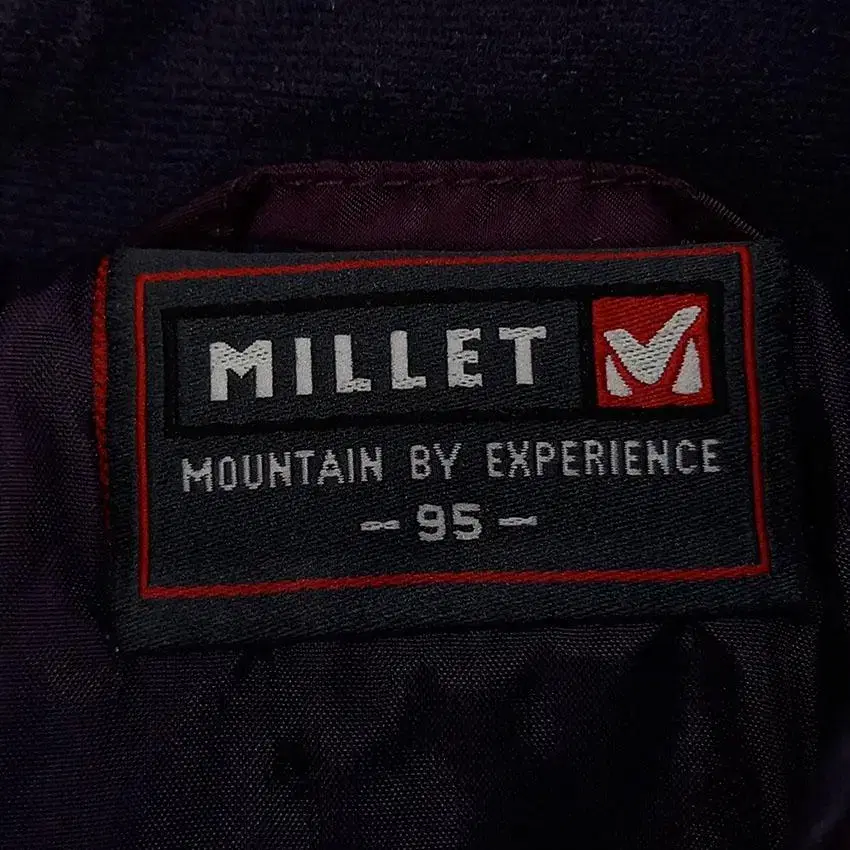 MILLET
MOUNTAIN BY EXPERIENCE
- 95 -